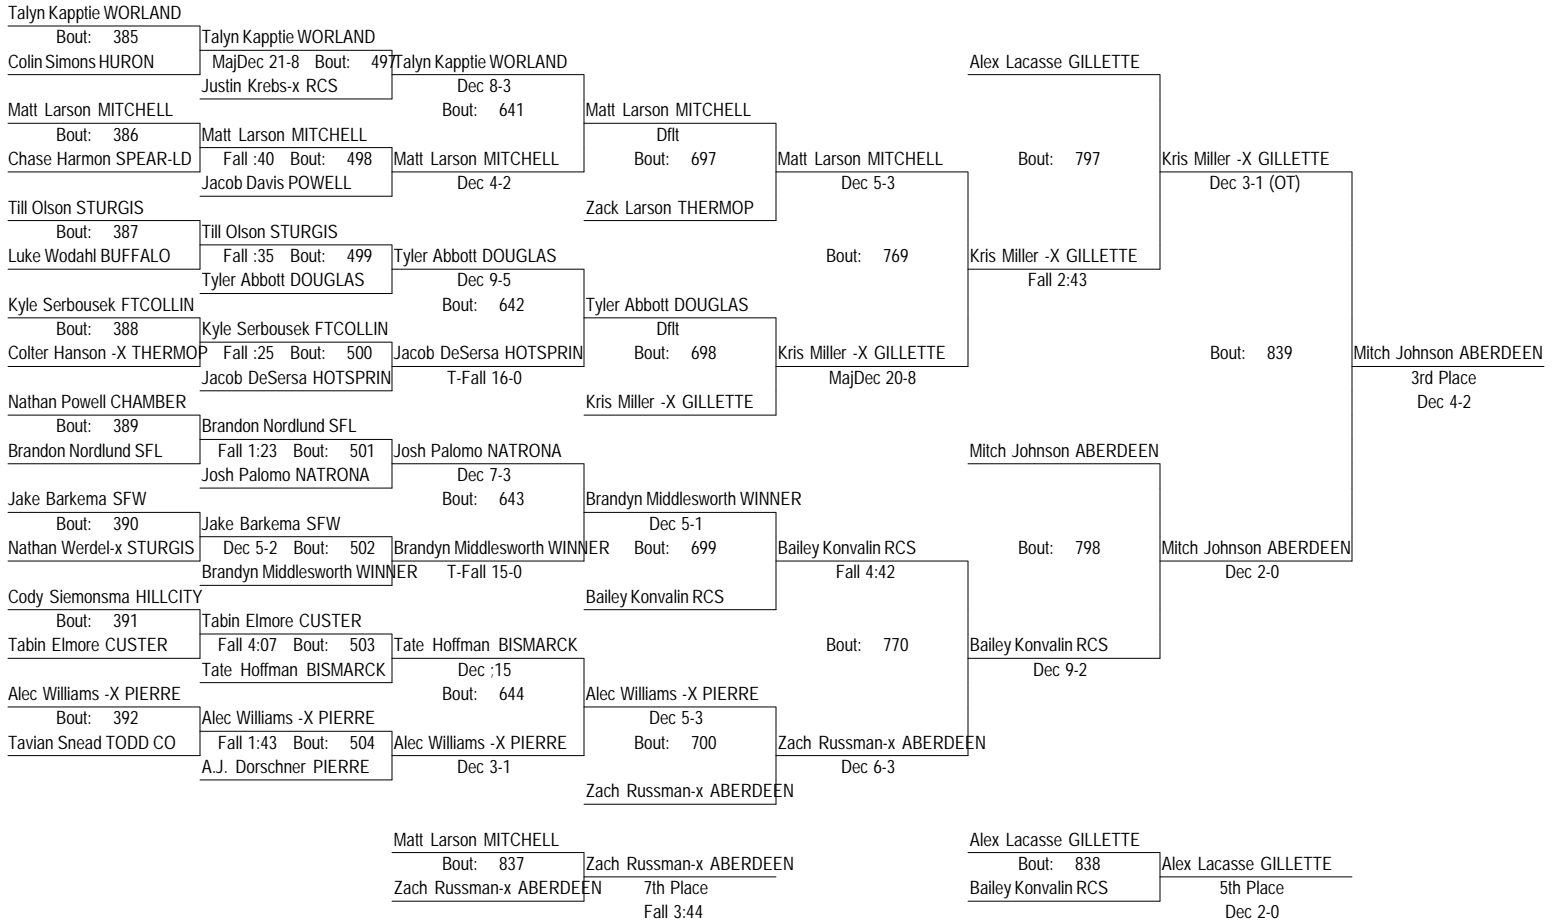 Talyn Kapptie WORLAND
Bout: 385
Colin Simons HURON
Matt Larson MITCHELL
Bout: 386
Chase Harmon SPEAR-LD
Till Olson STURGIS
Bout: 387
Luke Wodahl BUFFALO
Kyle Serbousek FTCOLLIN
Bout: 388
Colter Hanson -X THERMOP
Nathan Powell CHAMBER
Bout: 389
Brandon Nordlund SFL
Jake Barkema SFW
Bout: 390
Nathan Werdel-x STURGIS
Cody Siemonsma HILLCITY
Bout: 391
Tabin Elmore CUSTER
Alec Williams -X PIERRE
Bout: 392
Tavian Snead TODD CO
Talyn Kapptie WORLAND
MajDec 21-8 Bout: 497
Justin Krebs-x RCS
Matt Larson MITCHELL
Fall :40 Bout: 498
Jacob Davis POWELL
Till Olson STURGIS
Fall :35 Bout: 499
Tyler Abbott DOUGLAS
Kyle Serbousek FTCOLLIN
Fall :25 Bout: 500
Jacob DeSersa HOTSPRIN
Brandon Nordlund SFL
Fall 1:23 Bout: 501
Josh Palomo NATRONA
Jake Barkema SFW
Dec 5-2 Bout: 502
Brandyn Middlesworth WINNER
Tabin Elmore CUSTER
Fall 4:07 Bout: 503
Tate Hoffman BISMARCK
Alec Williams -X PIERRE
Fall 1:43 Bout: 504
A.J. Dorschner PIERRE
Talyn Kapptie WORLAND
Dec 8-3
Bout: 641
Matt Larson MITCHELL
Dec 4-2
Tyler Abbott DOUGLAS
Dec 9-5
Bout: 642
Jacob DeSersa HOTSPRIN
T-Fall 16-0
Josh Palomo NATRONA
Dec 7-3
Bout: 643
Brandyn Middlesworth WINNER
T-Fall 15-0
Tate Hoffman BISMARCK
Dec ;15
Bout: 644
Alec Williams -X PIERRE
Dec 3-1
Matt Larson MITCHELL
Dflt
Bout: 697
Zack Larson THERMOP
Tyler Abbott DOUGLAS
Dflt
Bout: 698
Kris Miller -X GILLETTE
Brandyn Middlesworth WINNER
Dec 5-1
Bout: 699
Bailey Konvalin RCS
Alec Williams -X PIERRE
Dec 5-3
Bout: 700
Zach Russman-x ABERDEEN
Matt Larson MITCHELL
Dec 5-3
Bout: 769
Kris Miller -X GILLETTE
MajDec 20-8
Bailey Konvalin RCS
Fall 4:42
Bout: 770
Zach Russman-x ABERDEEN
Dec 6-3
Alex Lacasse GILLETTE
Bout: 797
Kris Miller -X GILLETTE
Fall 2:43
Mitch Johnson ABERDEEN
Bout: 798
Bailey Konvalin RCS
Dec 9-2
Kris Miller -X GILLETTE
Dec 3-1 (OT)
Bout: 839
Mitch Johnson ABERDEEN
Dec 2-0
Mitch Johnson ABERDEEN
3rd Place
Dec 4-2
Matt Larson MITCHELL
Bout: 837
Zach Russman-x ABERDEEN
Zach Russman-x ABERDEEN
7th Place
Fall 3:44
Alex Lacasse GILLETTE
Bout: 838
Bailey Konvalin RCS
Alex Lacasse GILLETTE
5th Place
Dec 2-0